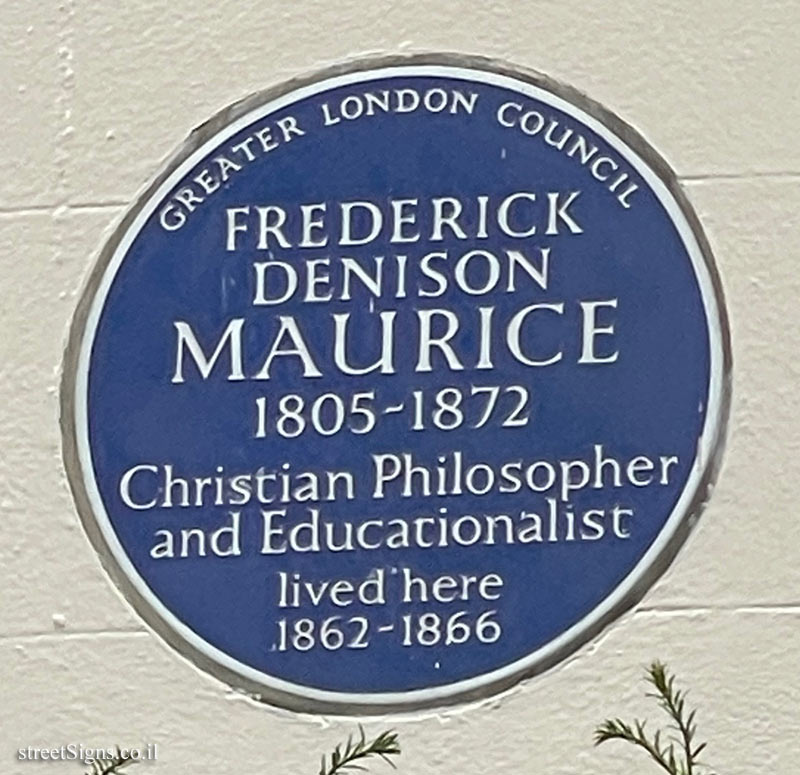 GREATER LONDON COUNCIL
FREDERICK
DENISON
MAURICE
1805-1872
Christian Philosopher
and Educationalist
lived here
1862-1866
streetSigns.co.il